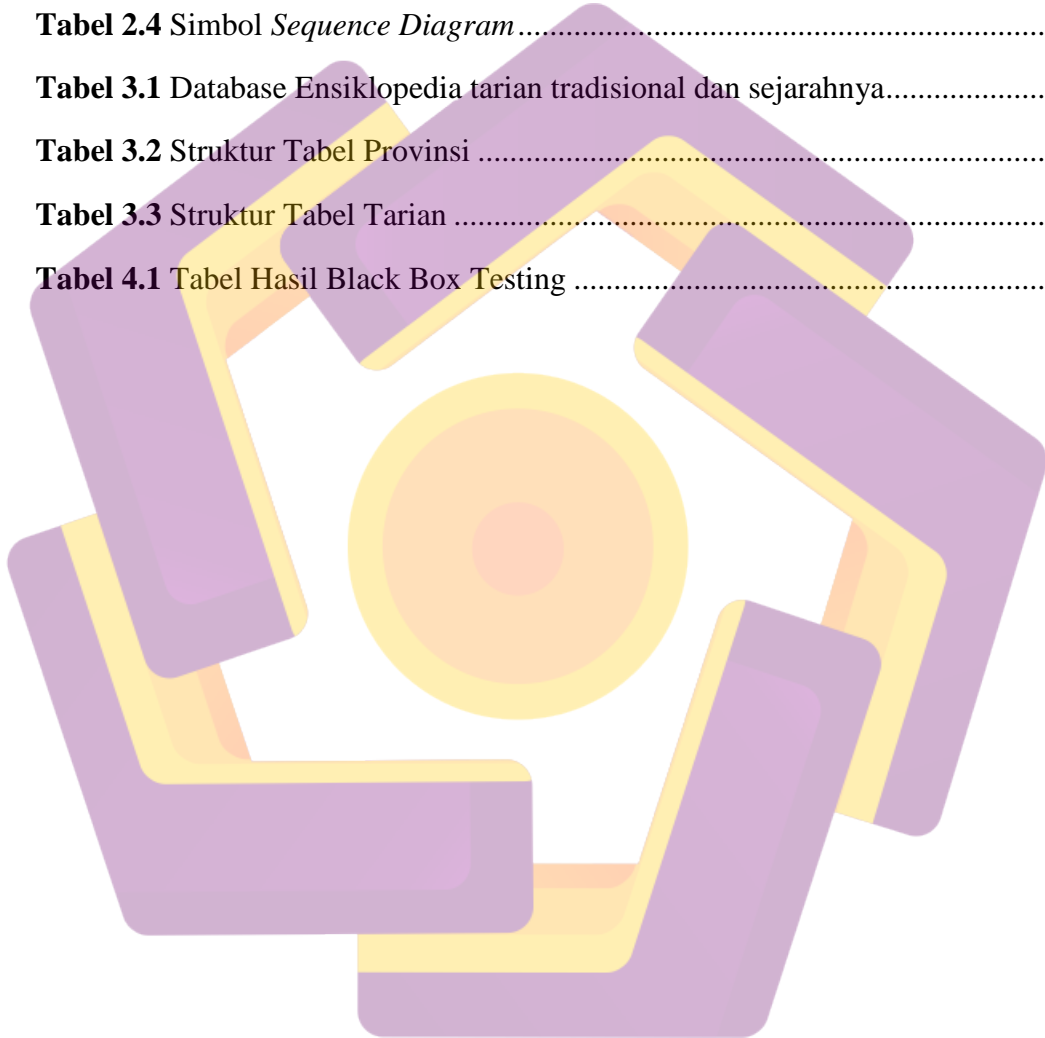 Tabel 2.4 Simbol Sequence Diagram................................................................
Tabel 3.1 Database Ensiklopedia tarian tradisional dan sejarahnya....................
Tabel 3.2 Struktur Tabel Provinsi ......................................................................
Tabel 3.3 Struktur Tabel Tarian .........................................................................
Tabel 4.1 Tabel Hasil Black Box Testing ..........................................................